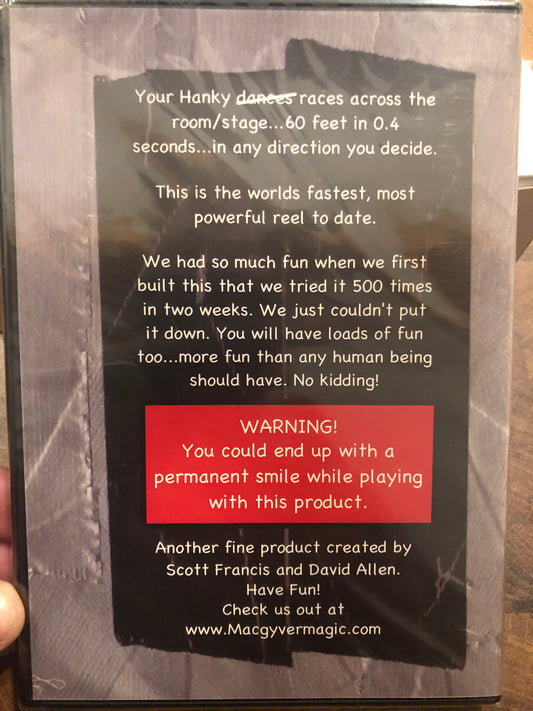 Your Hanky dances races across the
room/stage...60 feet in 0.4
seconds...in any direction you decide.
This is the worlds fastest, most
powerful reel to date.
We had so much fun when we first
built this that we tried it 500 times
in two weeks. We just couldn't put
it down. You will have loads of fun
too...more fun than any human being
should have. No kidding!
WARNING!
You could end up with a
permanent smile while playing
with this product.
Another fine product created by
Scott Francis and David Allen.
Have Fun!
Check us out at
www.Macgyvermagic.com